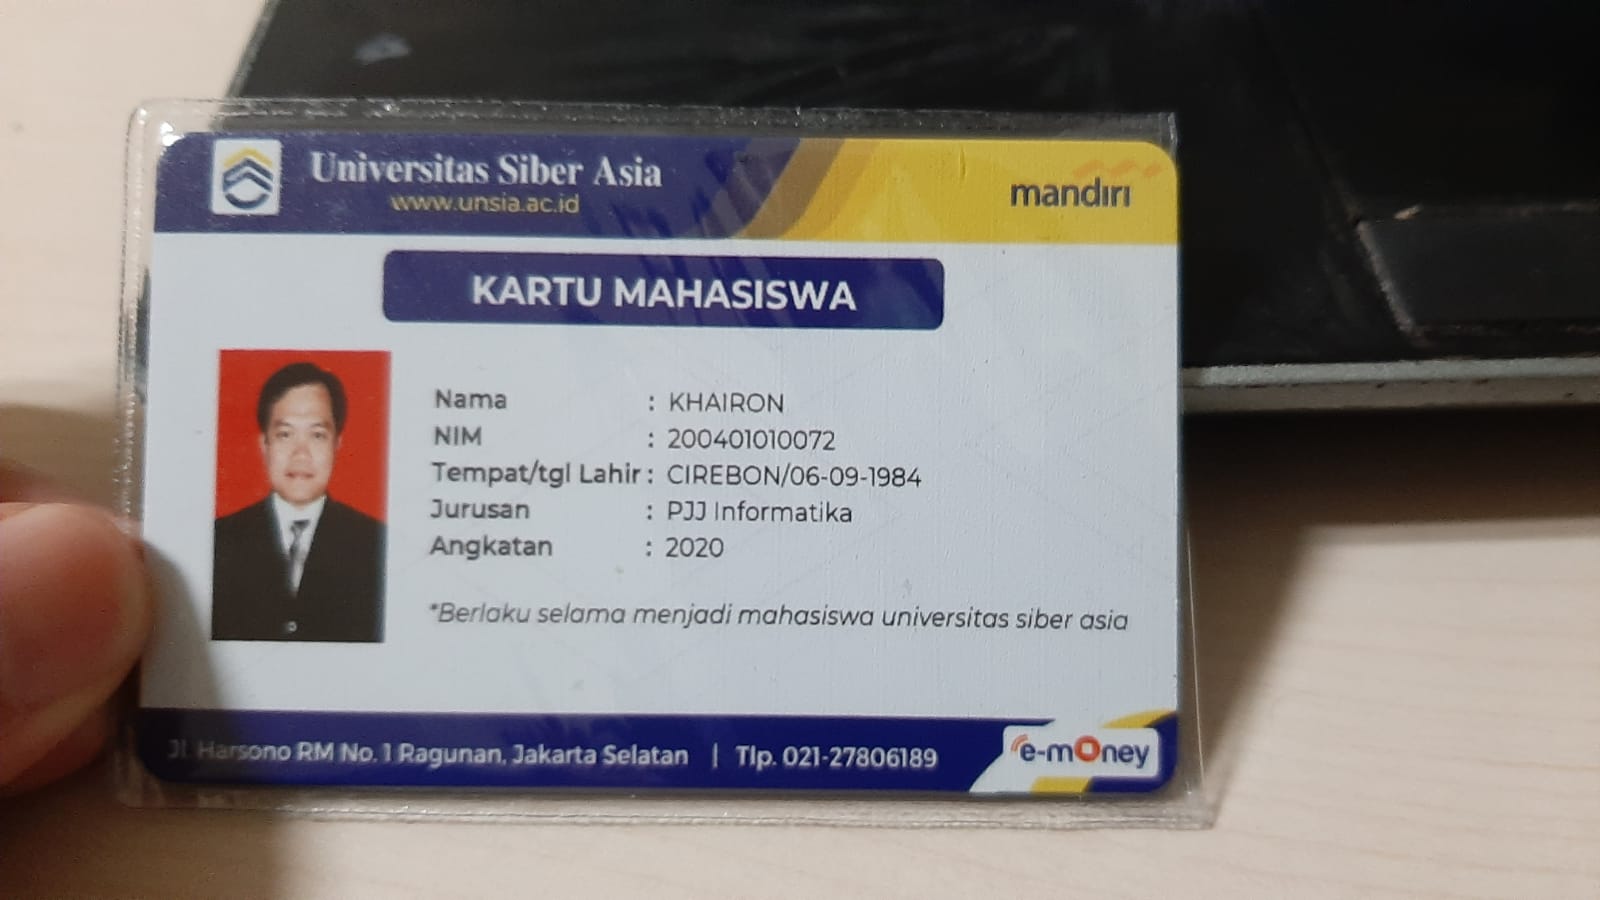 Universitas Siber Asia
www.unsia.ac.id
mandiri
KARTU MAHASISWA
Nama : KHAIRON
NIM : 200401010072
Tempat/tgl Lahir : CIREBON/06-09-1984
Jurusan : PJJ Informatika
Angkatan : 2020
*Berlaku selama menjadi mahasiswa universitas siber asia
Jl. Harsono RM No. 1 Ragunan, Jakarta Selatan | Tlp. 021-27806189
e-money